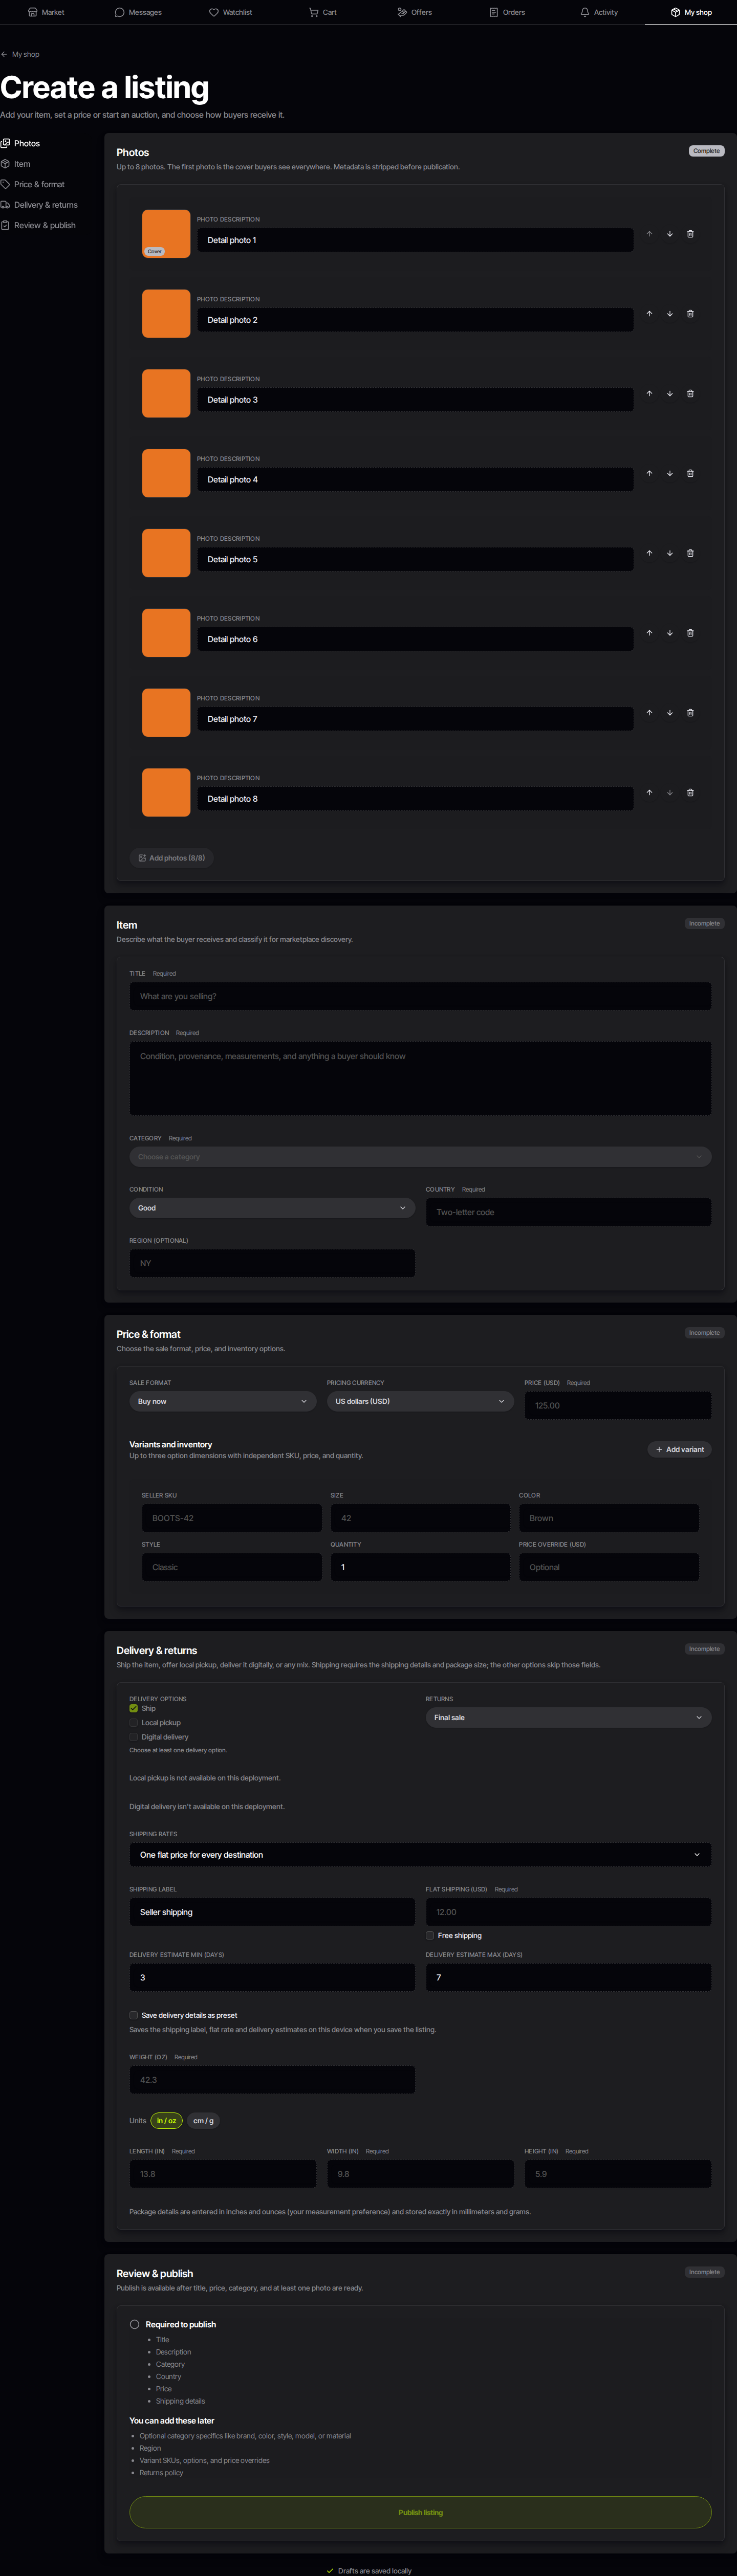 Market
Messages
Watchlist
Cart
Offers
Orders
Activity
My shop
My shop
Create a listing
Add your item, set a price or start an auction, and choose how buyers receive it.
Photos
Item
Price & format
Delivery & returns
Review & publish
Photos
Complete
Up to 8 photos. The first photo is the cover buyers see everywhere. Metadata is stripped before publication.
Cover
PHOTO DESCRIPTION
Detail photo 1
PHOTO DESCRIPTION
Detail photo 2
PHOTO DESCRIPTION
Detail photo 3
PHOTO DESCRIPTION
Detail photo 4
PHOTO DESCRIPTION
Detail photo 5
PHOTO DESCRIPTION
Detail photo 6
PHOTO DESCRIPTION
Detail photo 7
PHOTO DESCRIPTION
Detail photo 8
Add photos (8/8)
Item
Incomplete
Describe what the buyer receives and classify it for marketplace discovery.
TITLE Required
What are you selling?
DESCRIPTION Required
Condition, provenance, measurements, and anything a buyer should know
CATEGORY Required
Choose a category
CONDITION
Good
COUNTRY Required
Two-letter code
REGION (OPTIONAL)
NY
Price & format
Incomplete
Choose the sale format, price, and inventory options.
SALE FORMAT
Buy now
PRICING CURRENCY
US dollars (USD)
PRICE (USD) Required
125.00
Variants and inventory
Up to three option dimensions with independent SKU, price, and quantity.
Add variant
SELLER SKU
BOOTS-42
SIZE
42
COLOR
Brown
STYLE
Classic
QUANTITY
1
PRICE OVERRIDE (USD)
Optional
Delivery & returns
Incomplete
Ship the item, offer local pickup, deliver it digitally, or any mix. Shipping requires the shipping details and package size; the other options skip those fields.
DELIVERY OPTIONS
Ship
Local pickup
Digital delivery
Choose at least one delivery option.
RETURNS
Final sale
Local pickup is not available on this deployment.
Digital delivery isn't available on this deployment.
SHIPPING RATES
One flat price for every destination
SHIPPING LABEL
Seller shipping
FLAT SHIPPING (USD) Required
12.00
Free shipping
DELIVERY ESTIMATE MIN (DAYS)
3
DELIVERY ESTIMATE MAX (DAYS)
7
Save delivery details as preset
Saves the shipping label, flat rate and delivery estimates on this device when you save the listing.
WEIGHT (OZ) Required
42.3
Units
in / oz
cm / g
LENGTH (IN) Required
13.8
WIDTH (IN) Required
9.8
HEIGHT (IN) Required
5.9
Package details are entered in inches and ounces (your measurement preference) and stored exactly in millimeters and grams.
Review & publish
Incomplete
Publish is available after title, price, category, and at least one photo are ready.
Required to publish
• Title
• Description
• Category
• Country
• Price
• Shipping details
You can add these later
• Optional category specifics like brand, color, style, model, or material
• Region
• Variant SKUs, options, and price overrides
• Returns policy
Publish listing
Drafts are saved locally